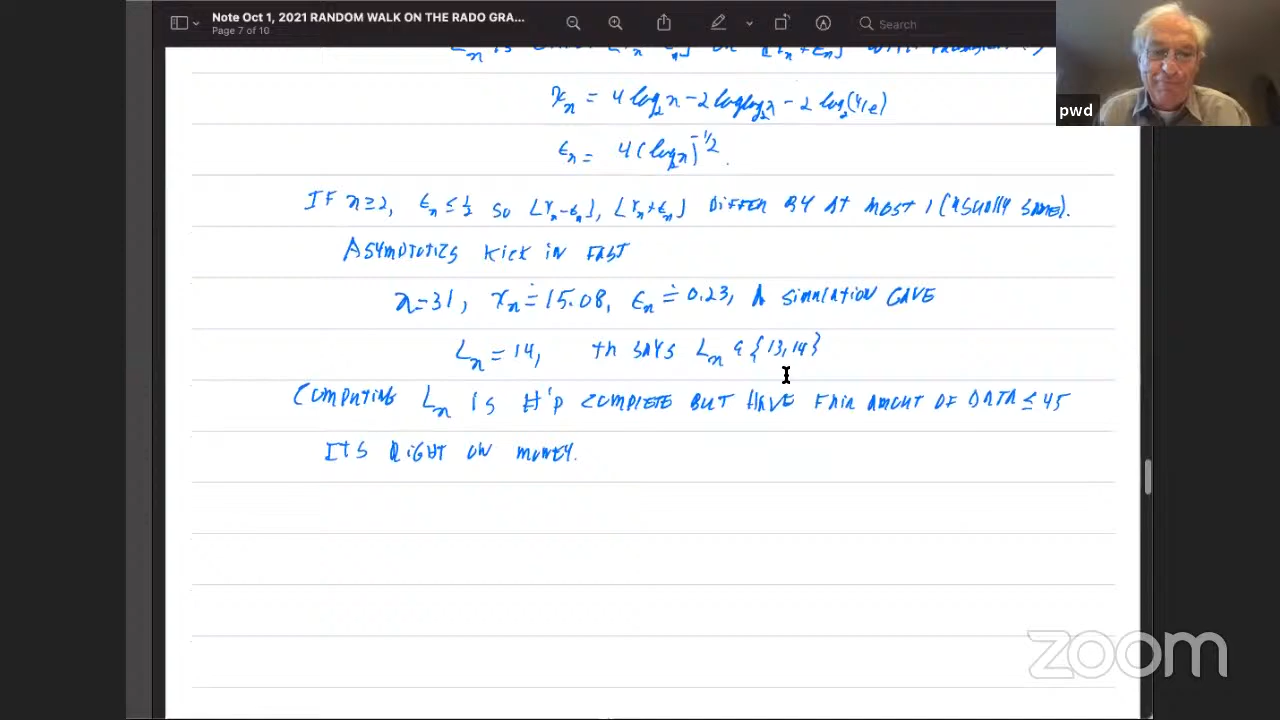 Note Oct 1, 2021 RANDOM WALK ON THE RADO GRA...
Page 7 of 10
Search
pwd
x_n = 4 log_2 n - 2 log log_2 n - 2 log_2(4/e)
ε_n = 4 (log_2 n)^{-1/2}.
IF n ≥ 2, ε_n ≤ 1/2 SO ⌊x_n - ε_n⌋, ⌊x_n + ε_n⌋ DIFFER BY AT MOST 1 (USUALLY SAME).
ASYMPTOTICS KICK IN FAST
n = 31, x_n ≐ 15.08, ε_n ≐ 0.23, A SIMULATION GAVE
L_n = 14, th SAYS L_n ∈ {13, 14}
COMPUTING L_n IS #P COMPLETE BUT HAVE FAIR AMOUNT OF DATA ≤ 45
ITS RIGHT ON MONEY.
zoom